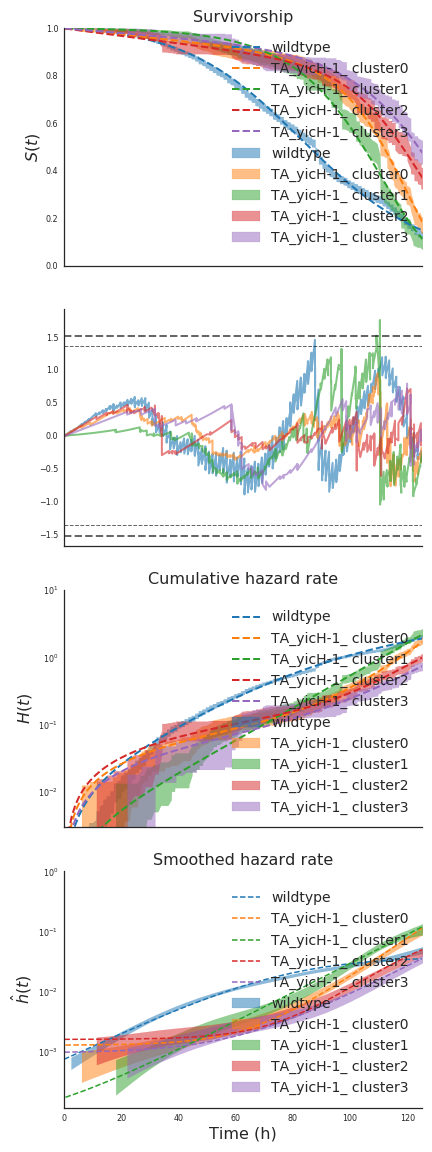 Survivorship
1.0
0.8
0.6
0.4
0.2
0.0
S(t)
wildtype
TA_yicH-1_ cluster0
TA_yicH-1_ cluster1
TA_yicH-1_ cluster2
TA_yicH-1_ cluster3
wildtype
TA_yicH-1_ cluster0
TA_yicH-1_ cluster1
TA_yicH-1_ cluster2
TA_yicH-1_ cluster3
1.5
1.0
0.5
0.0
−0.5
−1.0
−1.5
Cumulative hazard rate
10¹
10⁰
10⁻¹
10⁻²
H(t)
wildtype
TA_yicH-1_ cluster0
TA_yicH-1_ cluster1
TA_yicH-1_ cluster2
TA_yicH-1_ cluster3
wildtype
TA_yicH-1_ cluster0
TA_yicH-1_ cluster1
TA_yicH-1_ cluster2
TA_yicH-1_ cluster3
Smoothed hazard rate
10⁰
10⁻¹
10⁻²
10⁻³
ĥ(t)
wildtype
TA_yicH-1_ cluster0
TA_yicH-1_ cluster1
TA_yicH-1_ cluster2
TA_yicH-1_ cluster3
wildtype
TA_yicH-1_ cluster0
TA_yicH-1_ cluster1
TA_yicH-1_ cluster2
TA_yicH-1_ cluster3
0 20 40 60 80 100 120
Time (h)